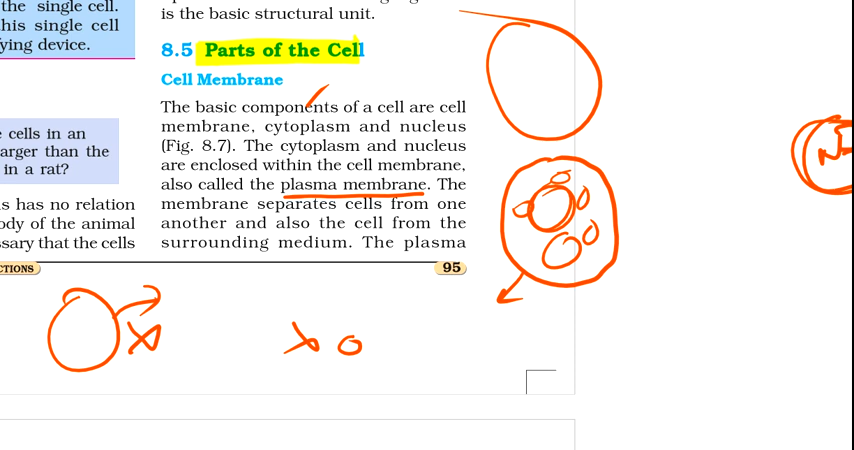 the single cell.
his single cell
ying device.
cells in an
arger than the
in a rat?
s has no relation
ody of the animal
ssary that the cells
CTIONS
is the basic structural unit.
8.5 Parts of the Cell
Cell Membrane
The basic components of a cell are cell
membrane, cytoplasm and nucleus
(Fig. 8.7). The cytoplasm and nucleus
are enclosed within the cell membrane,
also called the plasma membrane. The
membrane separates cells from one
another and also the cell from the
surrounding medium. The plasma
95